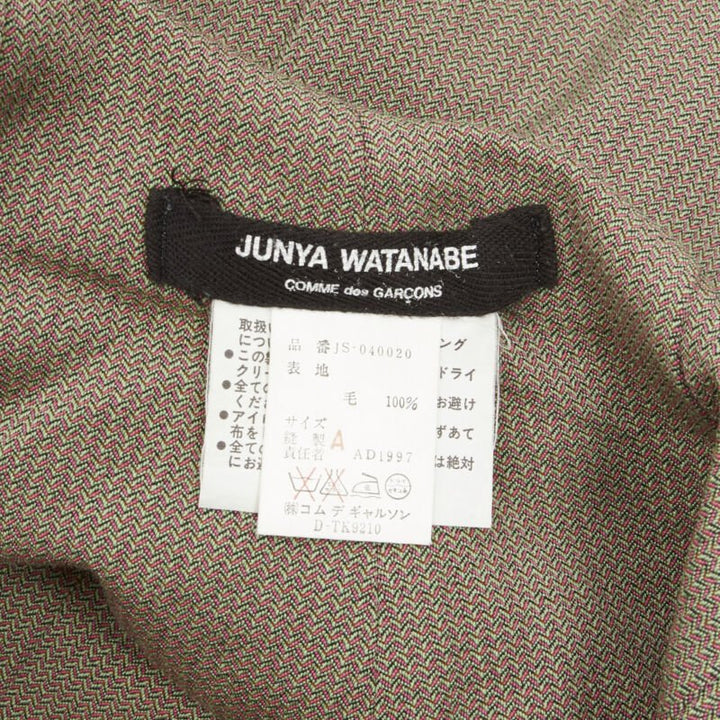 JUNYA WATANABE
COMME des GARÇONS
品 番 JS-040020
表 地
毛 100%
サイズ
縫 製 A
責任者 AD1997
㈱コム デ ギャルソン
D-TK9210
取扱い ング
につい
●この
クリー ドライ
●全ての
くださ お避け
●アイ
布を ずあて
●全ての は絶対
にお